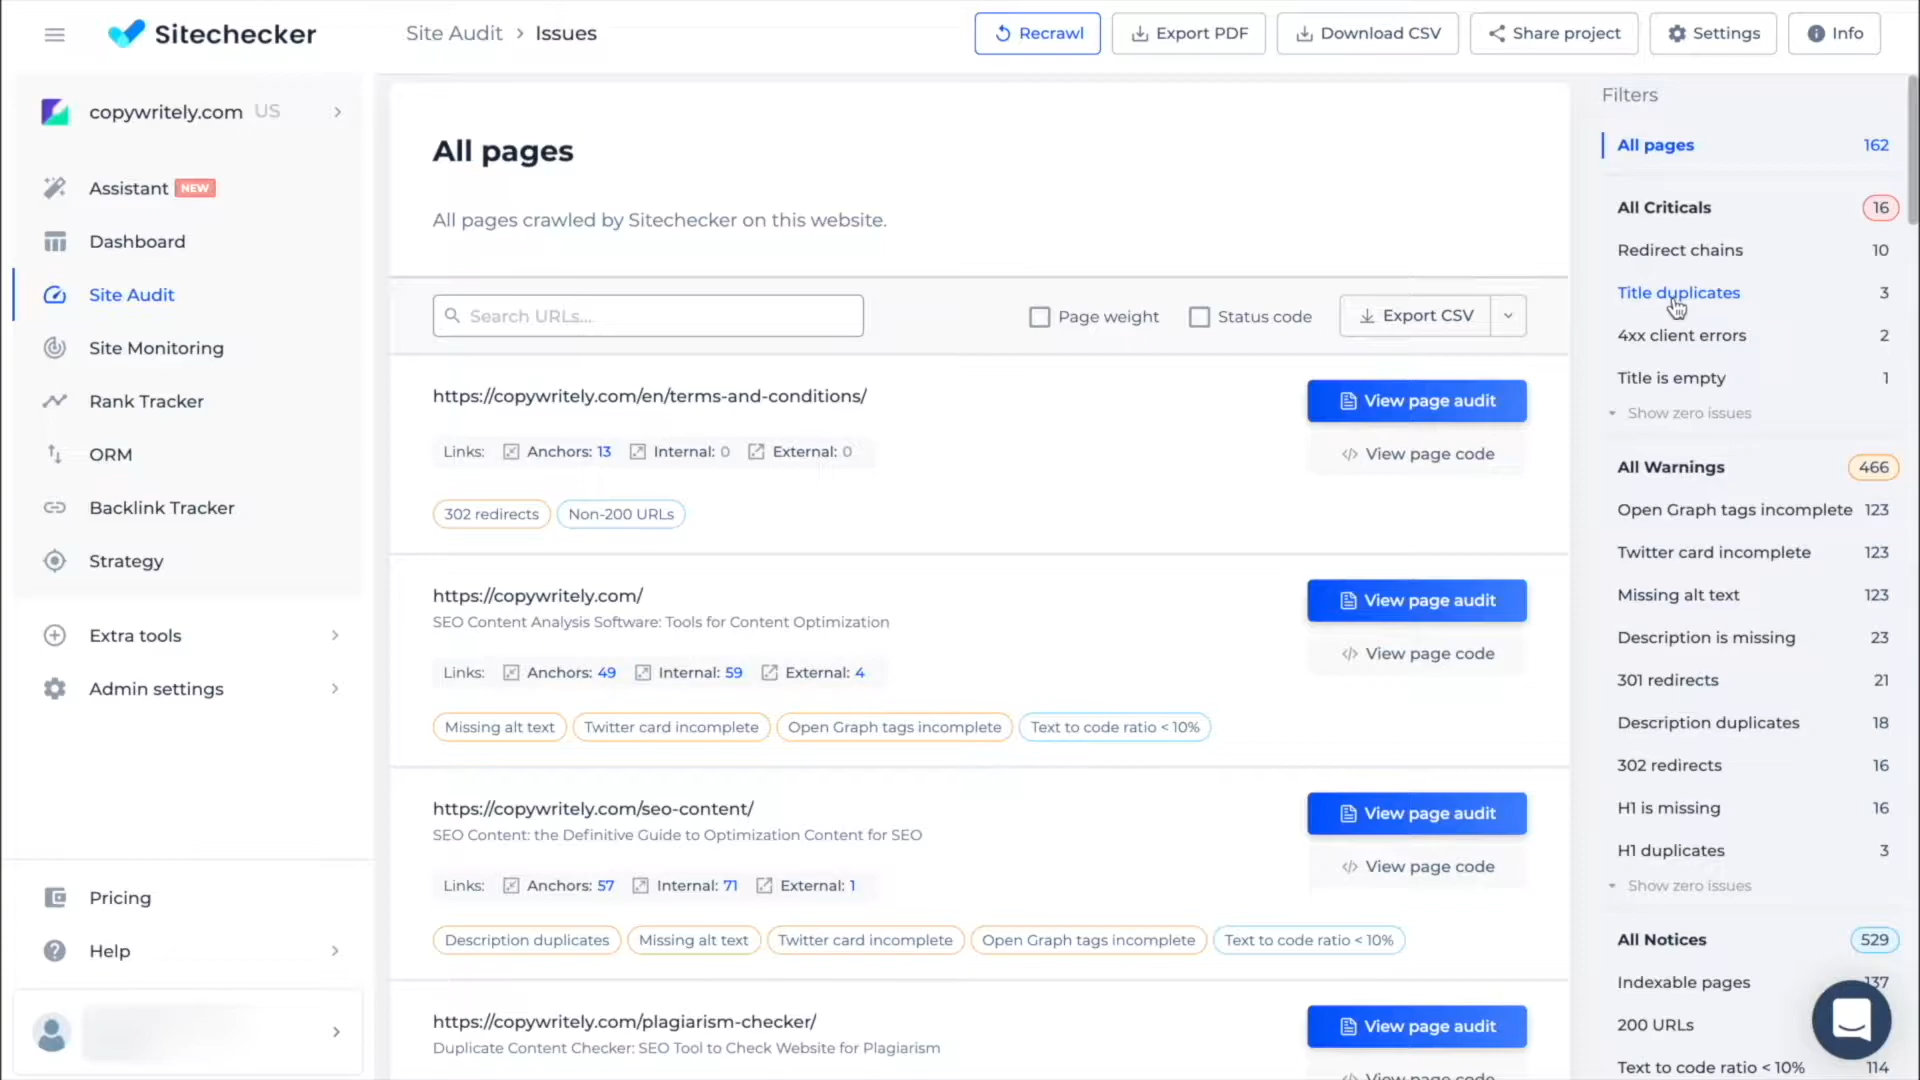 Sitechecker
Site Audit > Issues
Recrawl
Export PDF
Download CSV
Share project
Settings
Info
copywritely.com US
Assistant NEW
Dashboard
Site Audit
Site Monitoring
Rank Tracker
ORM
Backlink Tracker
Strategy
Extra tools
Admin settings
Pricing
Help
All pages
All pages crawled by Sitechecker on this website.
Search URLs...
Page weight
Status code
Export CSV
https://copywritely.com/en/terms-and-conditions/
Links: Anchors: 13 Internal: 0 External: 0
302 redirects Non-200 URLs
View page audit
View page code
https://copywritely.com/
SEO Content Analysis Software: Tools for Content Optimization
Links: Anchors: 49 Internal: 59 External: 4
Missing alt text Twitter card incomplete Open Graph tags incomplete Text to code ratio < 10%
View page audit
View page code
https://copywritely.com/seo-content/
SEO Content: the Definitive Guide to Optimization Content for SEO
Links: Anchors: 57 Internal: 71 External: 1
Description duplicates Missing alt text Twitter card incomplete Open Graph tags incomplete Text to code ratio < 10%
View page audit
View page code
https://copywritely.com/plagiarism-checker/
Duplicate Content Checker: SEO Tool to Check Website for Plagiarism
View page audit
View page code
Filters
All pages 162
All Criticals 16
Redirect chains 10
Title duplicates 3
4xx client errors 2
Title is empty 1
Show zero issues
All Warnings 466
Open Graph tags incomplete 123
Twitter card incomplete 123
Missing alt text 123
Description is missing 23
301 redirects 21
Description duplicates 18
302 redirects 16
H1 is missing 16
H1 duplicates 3
Show zero issues
All Notices 529
Indexable pages 137
200 URLs
Text to code ratio < 10% 114